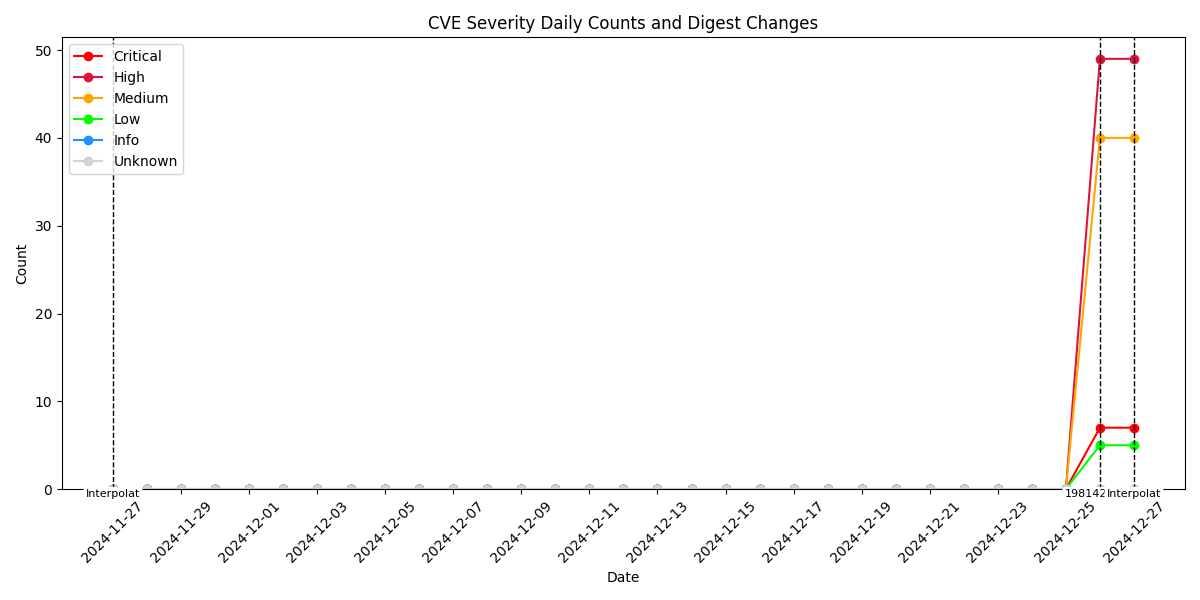 CVE Severity Daily Counts and Digest Changes
Critical
High
Medium
Low
Info
Unknown
Count
50
40
30
20
10
0
Interpolat
198142
Interpolat
2024-11-27
2024-11-29
2024-12-01
2024-12-03
2024-12-05
2024-12-07
2024-12-09
2024-12-11
2024-12-13
2024-12-15
2024-12-17
2024-12-19
2024-12-21
2024-12-23
2024-12-25
2024-12-27
Date